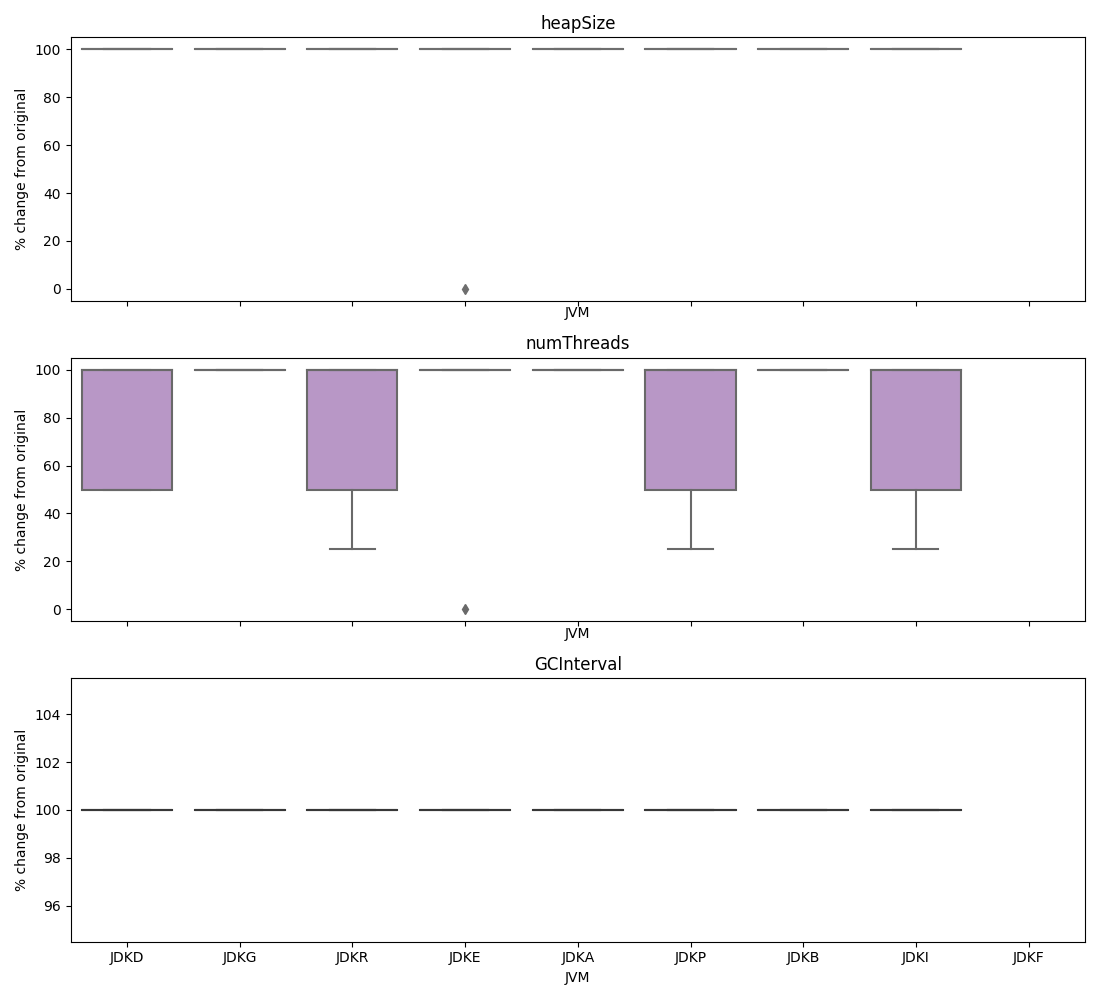 heapSize
100
80
60
40
20
0
% change from original
JVM
numThreads
100
80
60
40
20
0
% change from original
JVM
GCInterval
104
102
100
98
96
% change from original
JDKD JDKG JDKR JDKE JDKA JDKP JDKB JDKI JDKF
JVM